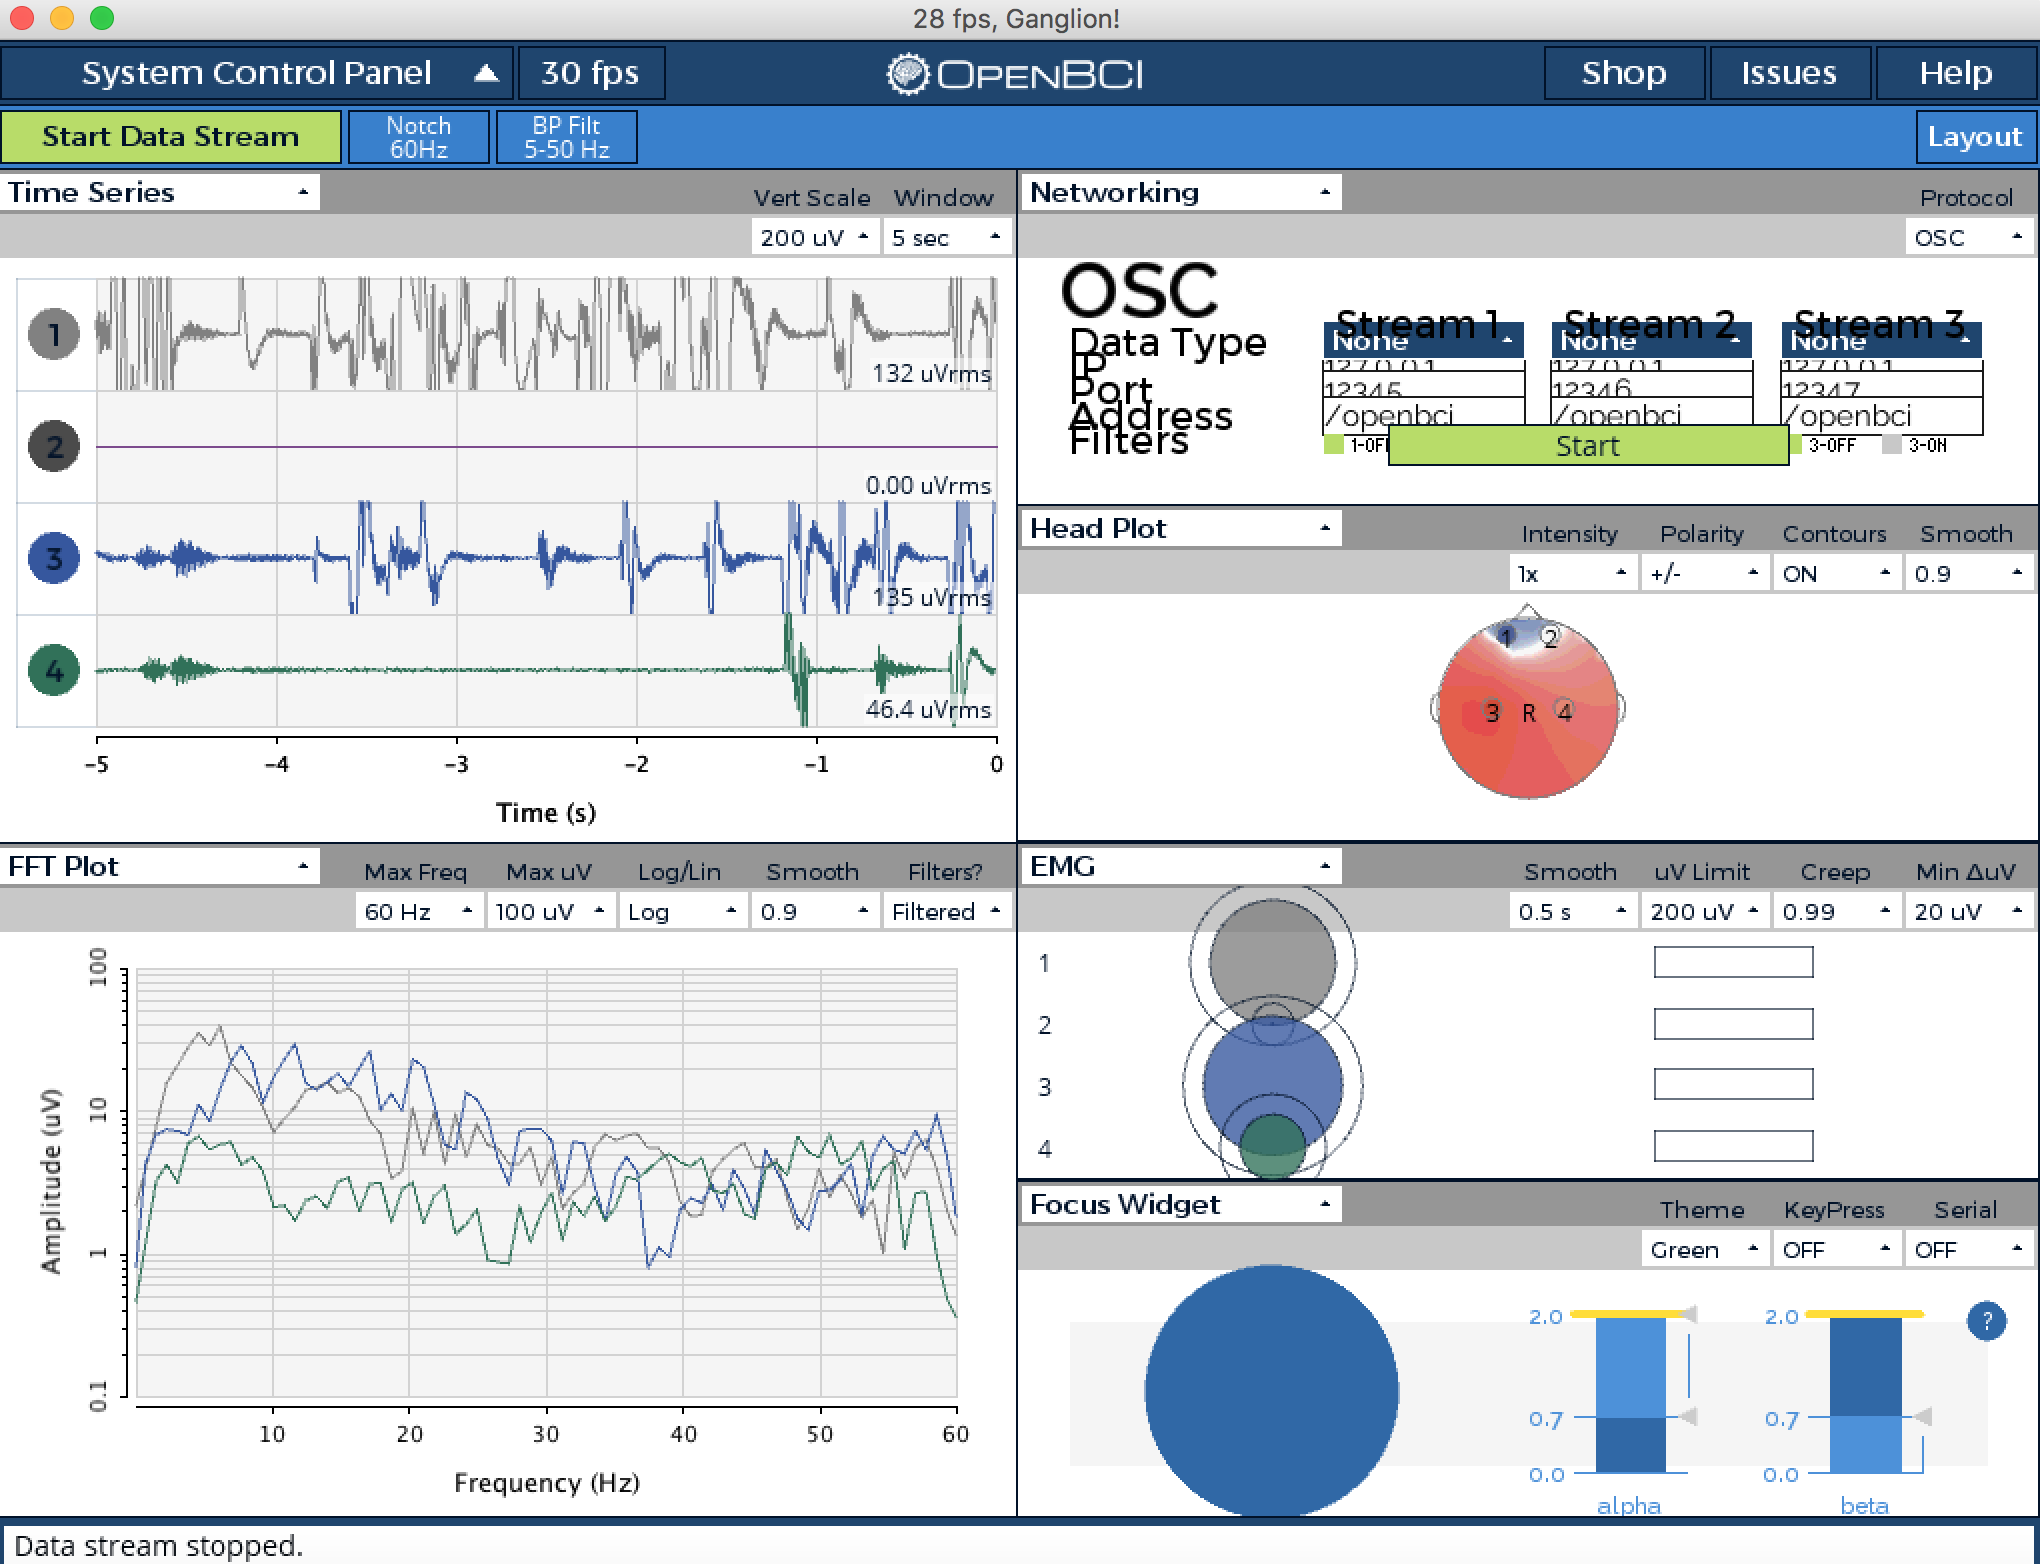 28 fps, Ganglion!
System Control Panel 30 fps OPENBCI Shop Issues Help
Start Data Stream Notch 60Hz BP Filt 5-50 Hz Layout
Time Series
Vert Scale Window
200 uV 5 sec
1 132 uVrms
2 0.00 uVrms
3 135 uVrms
4 46.4 uVrms
-5 -4 -3 -2 -1 0
Time (s)
Networking
Protocol
OSC
OSC
Stream 1 Stream 2 Stream 3
Data Type None None None
IP 127.0.0.1 127.0.0.1 127.0.0.1
Port 12345 12346 12347
Address /openbci /openbci /openbci
Filters 1-OFF 3-OFF 3-ON
Start
Head Plot
Intensity Polarity Contours Smooth
1x +/- ON 0.9
1 2
3 R 4
FFT Plot
Max Freq Max uV Log/Lin Smooth Filters?
60 Hz 100 uV Log 0.9 Filtered
Amplitude (uV)
100
10
1
0.1
10 20 30 40 50 60
Frequency (Hz)
EMG
Smooth uV Limit Creep Min ΔuV
0.5 s 200 uV 0.99 20 uV
1
2
3
4
Focus Widget
Theme KeyPress Serial
Green OFF OFF
2.0 2.0 ?
0.7 0.7
0.0 0.0
alpha beta
Data stream stopped.